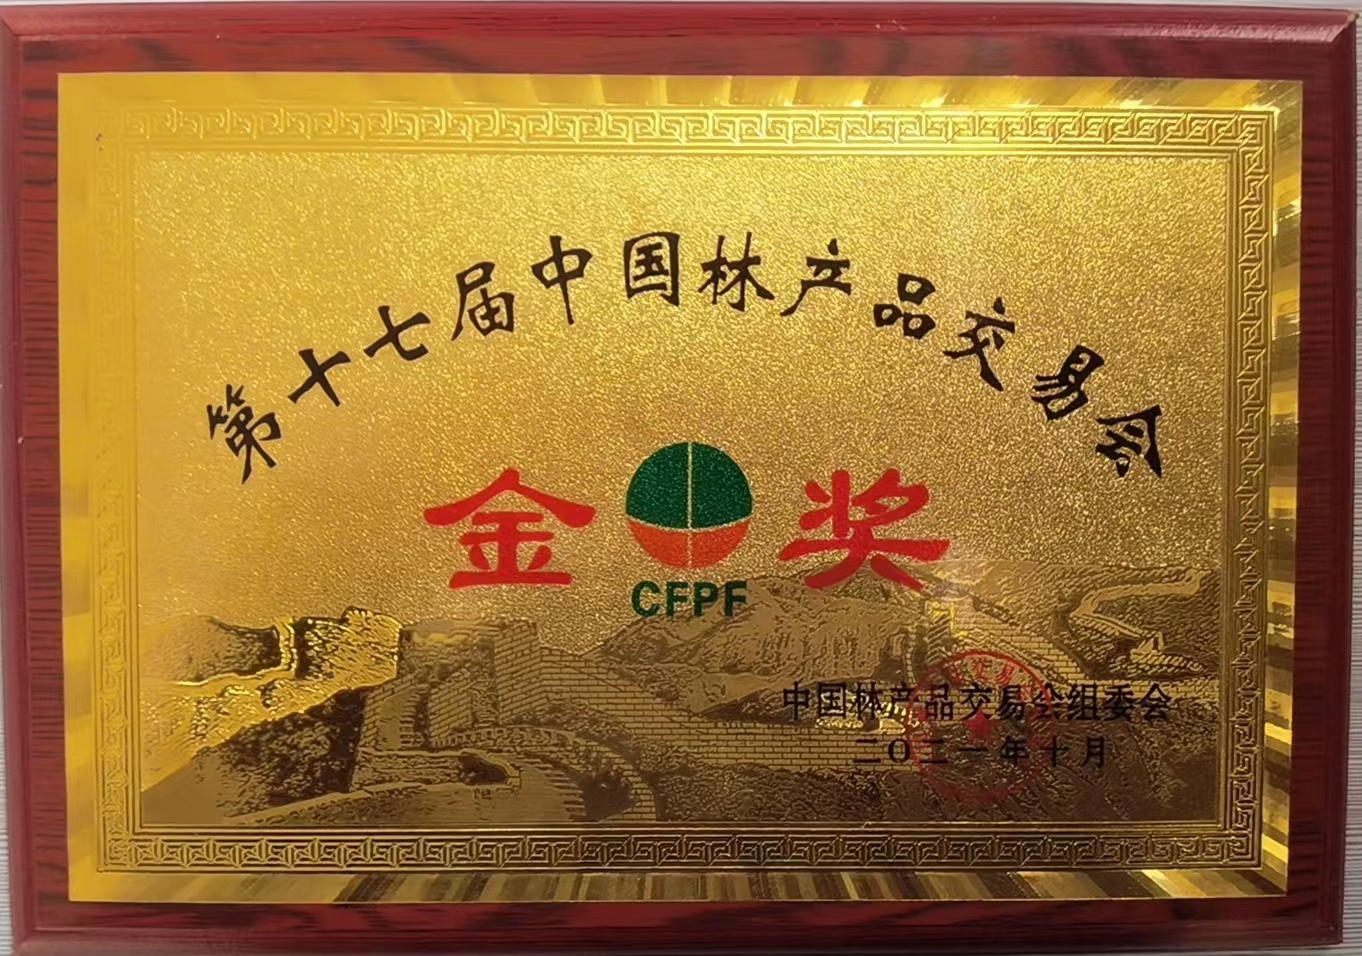 第十七届中国林产品交易会
金奖
CFPF
中国林产品交易会组委会
二〇二一年十月